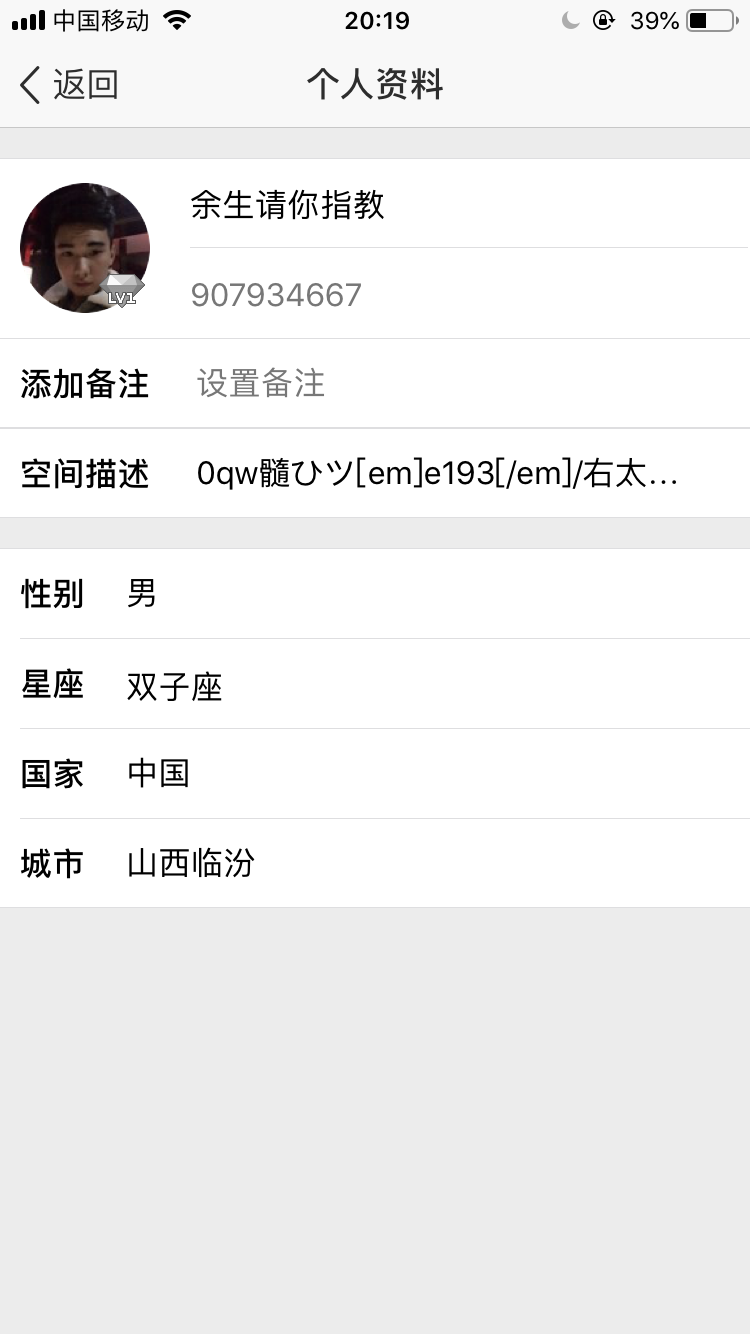 中国移动 20:19 39%
返回 个人资料
余生请你指教
LV1
907934667
添加备注 设置备注
空间描述 0qw髓ひツ[em]e193[/em]/右太...
性别 男
星座 双子座
国家 中国
城市 山西临汾